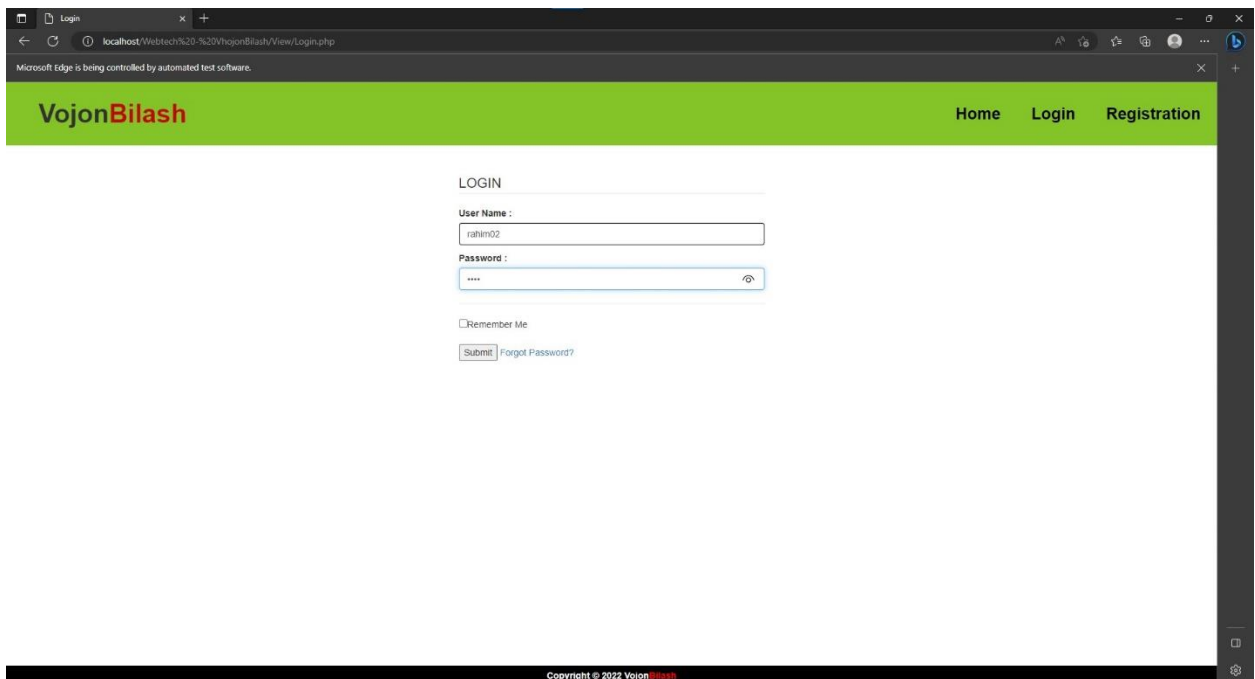 Login
localhost/Webtech%20-%20VhojonBilash/View/Login.php
Microsoft Edge is being controlled by automated test software.
VojonBilash
Home Login Registration
LOGIN
User Name :
rahim02
Password :
••••
Remember Me
Submit Forgot Password?
Copyright © 2022 VojonBilash